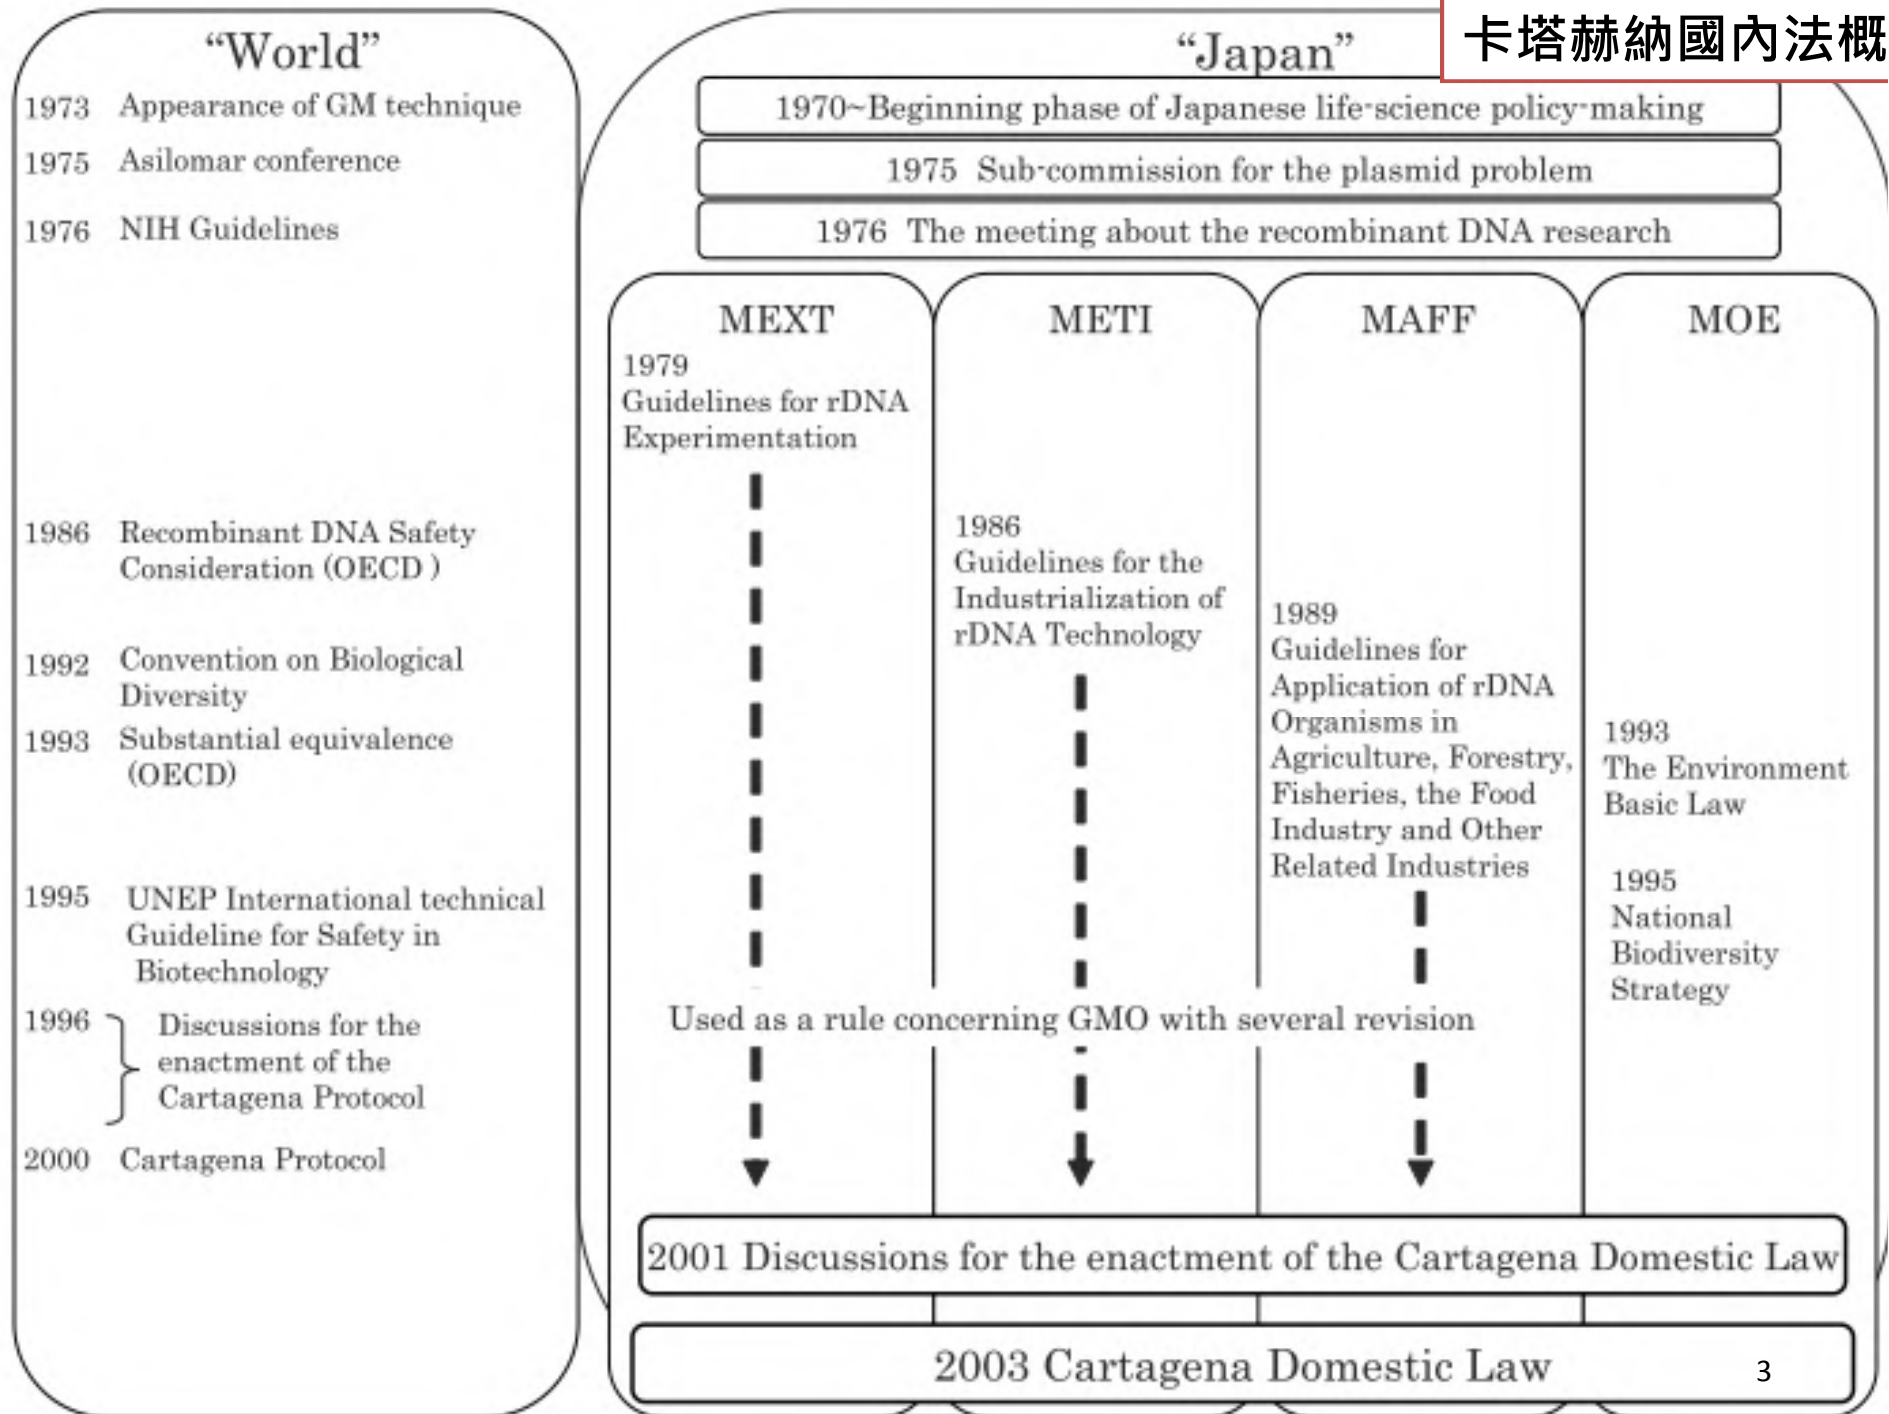 卡塔赫納國內法概
“World”
1973 Appearance of GM technique
1975 Asilomar conference
1976 NIH Guidelines
1986 Recombinant DNA Safety
Consideration (OECD )
1992 Convention on Biological
Diversity
1993 Substantial equivalence
(OECD)
1995 UNEP International technical
Guideline for Safety in
Biotechnology
1996 Discussions for the
enactment of the
Cartagena Protocol
2000 Cartagena Protocol
“Japan”
1970~Beginning phase of Japanese life-science policy-making
1975 Sub-commission for the plasmid problem
1976 The meeting about the recombinant DNA research
MEXT
1979
Guidelines for rDNA
Experimentation
METI
1986
Guidelines for the
Industrialization of
rDNA Technology
MAFF
1989
Guidelines for
Application of rDNA
Organisms in
Agriculture, Forestry,
Fisheries, the Food
Industry and Other
Related Industries
MOE
1993
The Environment
Basic Law
1995
National
Biodiversity
Strategy
Used as a rule concerning GMO with several revision
2001 Discussions for the enactment of the Cartagena Domestic Law
2003 Cartagena Domestic Law
3